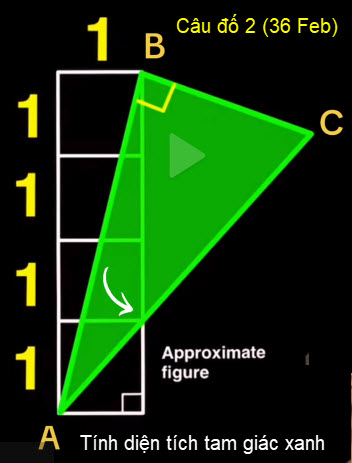 Câu đố 2 (36 Feb)
1
B
1
C
1
1
1
Approximate
figure
A
Tính diện tích tam giác xanh